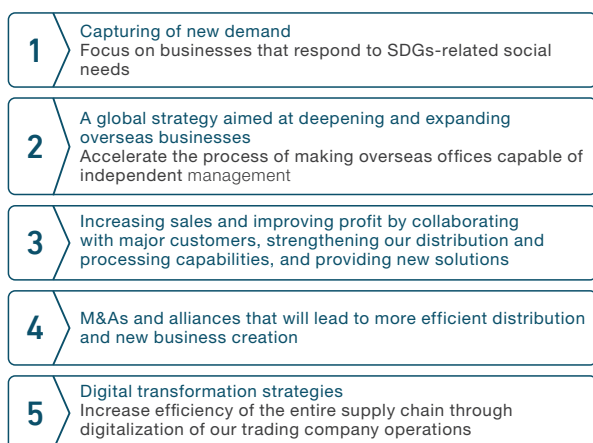 1
Capturing of new demand
Focus on businesses that respond to SDGs-related social
needs
2
A global strategy aimed at deepening and expanding
overseas businesses
Accelerate the process of making overseas offices capable of
independent management
3
Increasing sales and improving profit by collaborating
with major customers, strengthening our distribution and
processing capabilities, and providing new solutions
4
M&As and alliances that will lead to more efficient distribution
and new business creation
5
Digital transformation strategies
Increase efficiency of the entire supply chain through
digitalization of our trading company operations